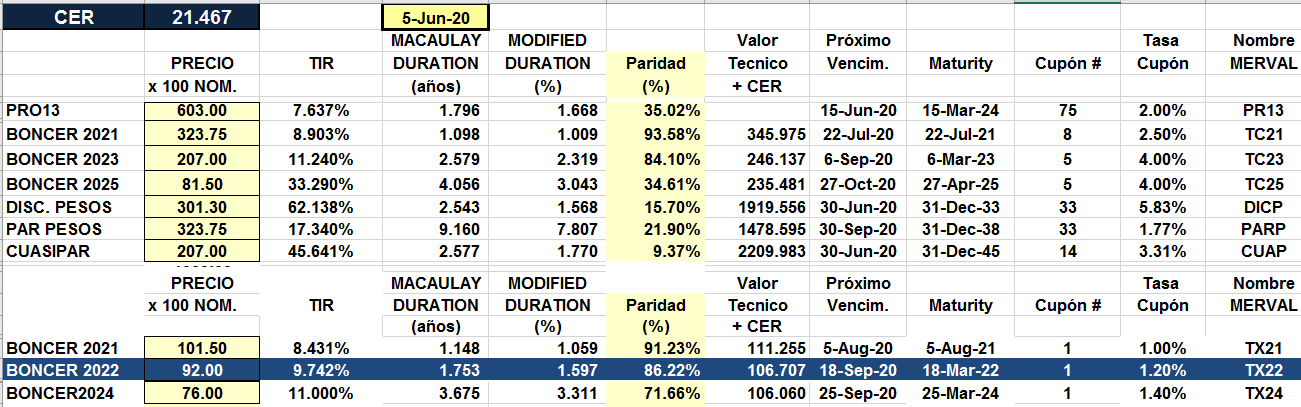 CER 21.467 5-Jun-20
MACAULAY MODIFIED Valor Próximo Tasa Nombre
PRECIO TIR DURATION DURATION Paridad Tecnico Vencim. Maturity Cupón # Cupón MERVAL
x 100 NOM. (años) (%) (%) + CER
PRO13 603.00 7.637% 1.796 1.668 35.02% 15-Jun-20 15-Mar-24 75 2.00% PR13
BONCER 2021 323.75 8.903% 1.098 1.009 93.58% 345.975 22-Jul-20 22-Jul-21 8 2.50% TC21
BONCER 2023 207.00 11.240% 2.579 2.319 84.10% 246.137 6-Sep-20 6-Mar-23 5 4.00% TC23
BONCER 2025 81.50 33.290% 4.056 3.043 34.61% 235.481 27-Oct-20 27-Apr-25 5 4.00% TC25
DISC. PESOS 301.30 62.138% 2.543 1.568 15.70% 1919.556 30-Jun-20 31-Dec-33 33 5.83% DICP
PAR PESOS 323.75 17.340% 9.160 7.807 21.90% 1478.595 30-Sep-20 31-Dec-38 33 1.77% PARP
CUASIPAR 207.00 45.641% 2.577 1.770 9.37% 2209.983 30-Jun-20 31-Dec-45 14 3.31% CUAP
PRECIO MACAULAY MODIFIED Valor Próximo Tasa Nombre
x 100 NOM. TIR DURATION DURATION Paridad Tecnico Vencim. Maturity Cupón # Cupón MERVAL
(años) (%) (%) + CER
BONCER 2021 101.50 8.431% 1.148 1.059 91.23% 111.255 5-Aug-20 5-Aug-21 1 1.00% TX21
BONCER 2022 92.00 9.742% 1.753 1.597 86.22% 106.707 18-Sep-20 18-Mar-22 1 1.20% TX22
BONCER2024 76.00 11.000% 3.675 3.311 71.66% 106.060 25-Sep-20 25-Mar-24 1 1.40% TX24